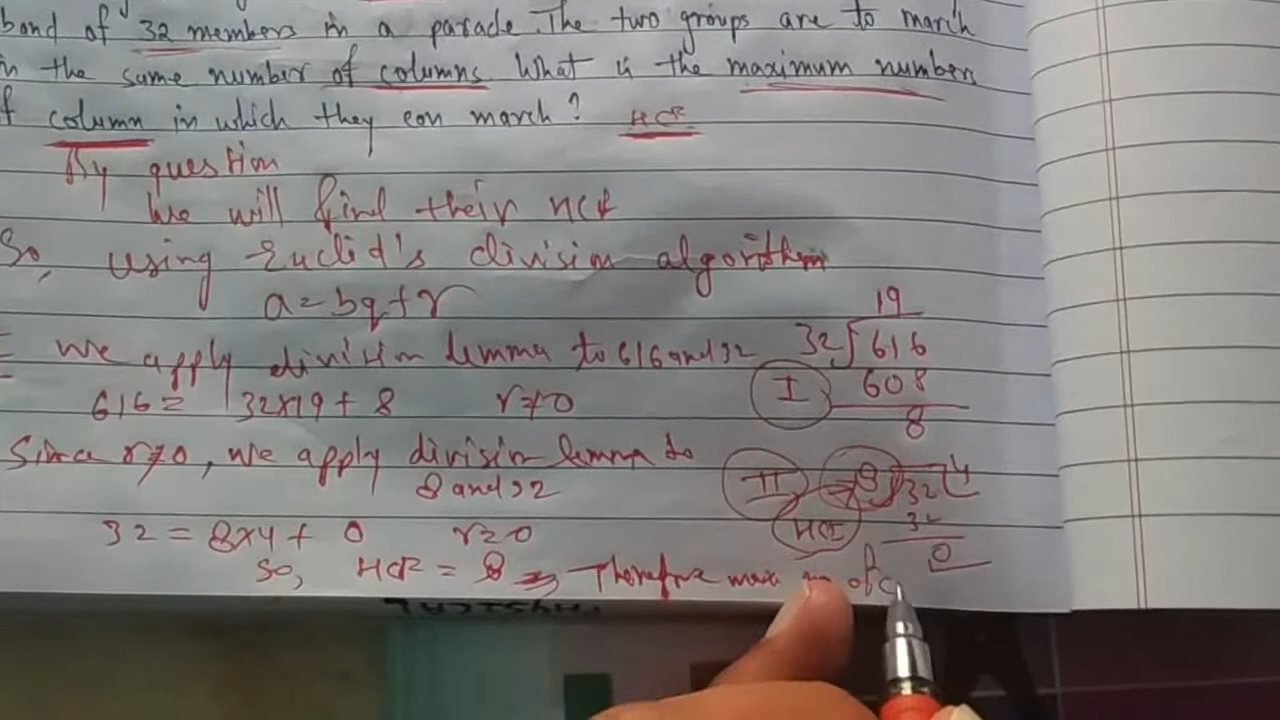 band of 32 members in a parade. The two groups are to march
in the same number of columns. What is the maximum numbers
of column in which they can march? HCF
By question
We will find their HCF
So, using Euclid's division algorithm
a = bq + r
We apply division lemma to 616 and 32
616 = 32x19 + 8 r≠0
Since r≠0, we apply division lemma to
8 and 32
32 = 8x4 + 0 r=0
So, HCF = 8 Therefore max no of c
19
32 616
I 608
8
II 8 32 4
HCF 32
0